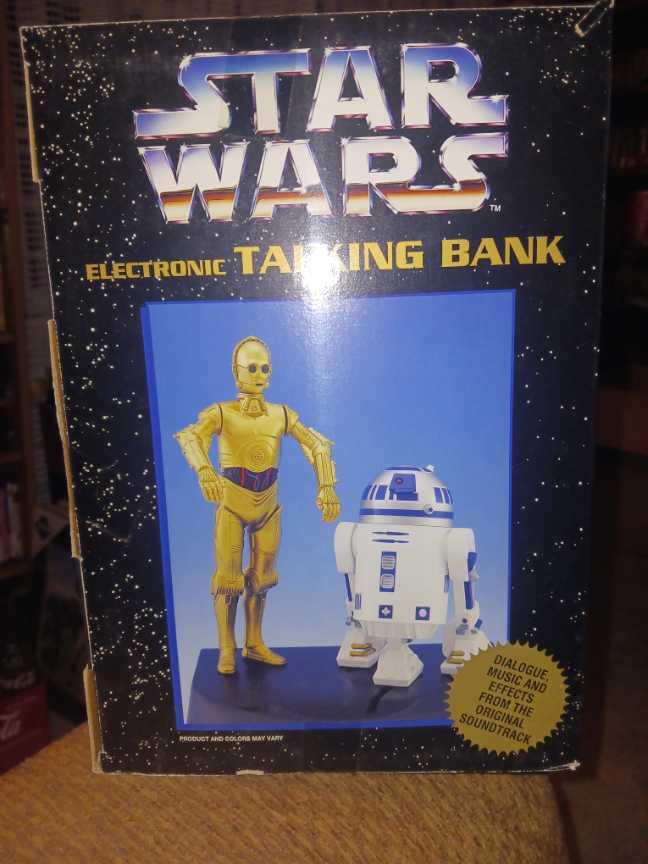 STAR
WARS
TM
ELECTRONIC TALKING BANK
DIALOGUE,
MUSIC AND
EFFECTS
FROM THE
ORIGINAL
SOUNDTRACK
PRODUCT AND COLORS MAY VARY